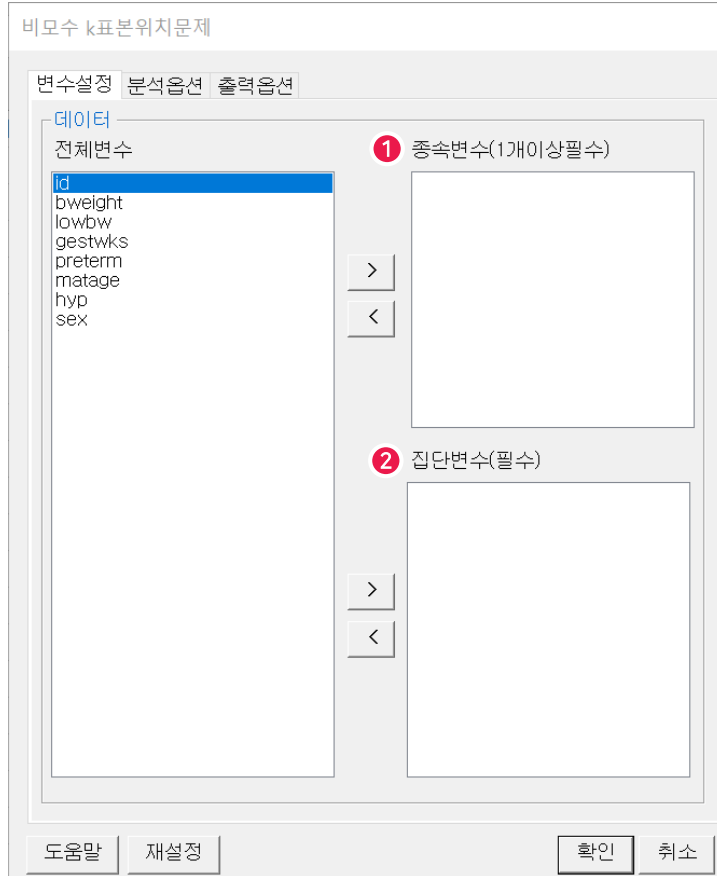 비모수 k표본위치문제
변수설정 분석옵션 출력옵션
데이터
전체변수
id
bweight
lowbw
gestwks
preterm
matage
hyp
sex
>
<
1 종속변수(1개이상필수)
2 집단변수(필수)
>
<
도움말 재설정 확인 취소